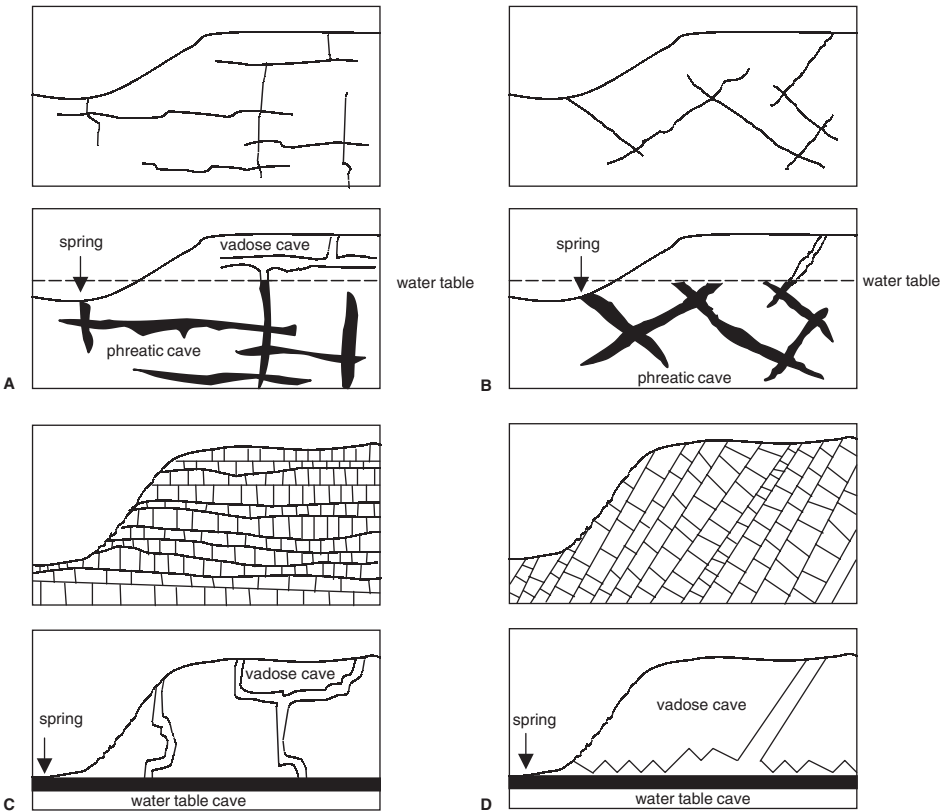 spring
vadose cave
water table
phreatic cave
A
spring
water table
phreatic cave
B
spring
vadose cave
water table cave
C
spring
vadose cave
water table cave
D